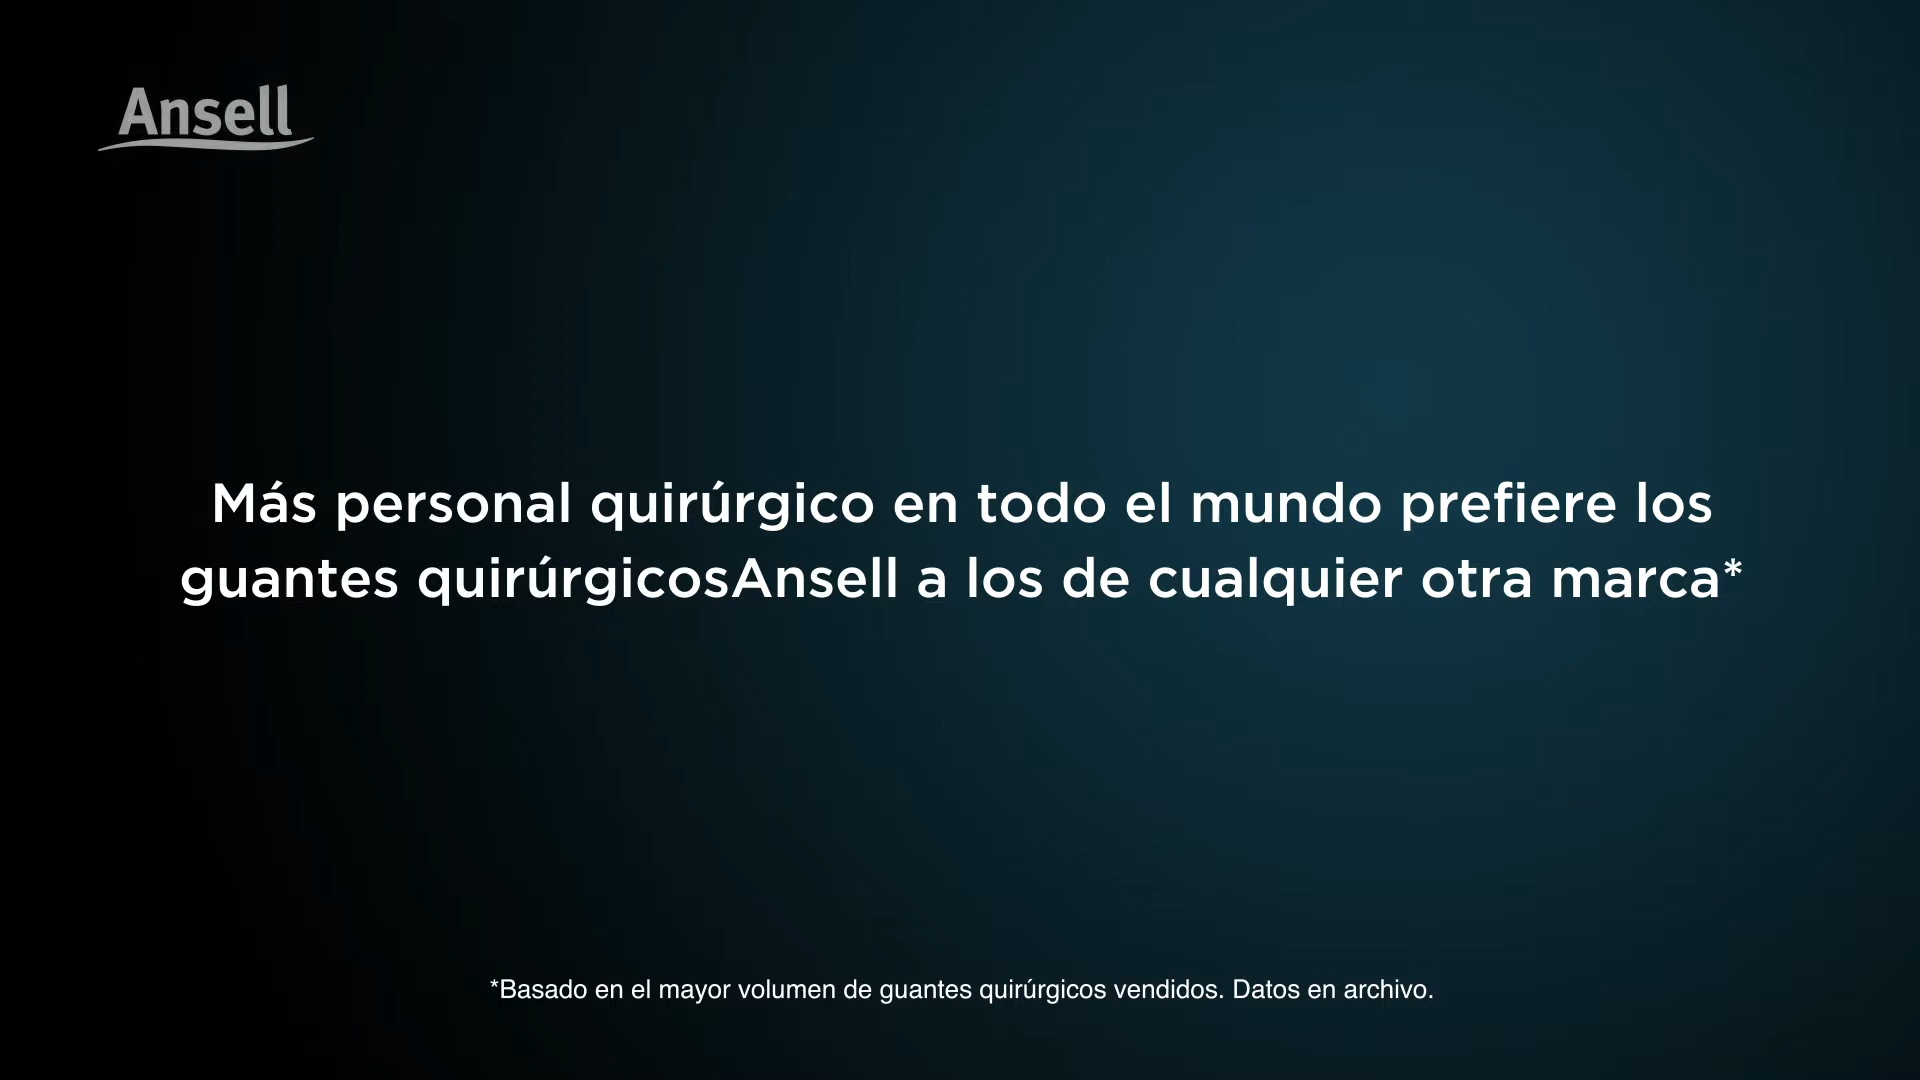 Ansell
Más personal quirúrgico en todo el mundo prefiere los
guantes quirúrgicosAnsell a los de cualquier otra marca*
*Basado en el mayor volumen de guantes quirúrgicos vendidos. Datos en archivo.